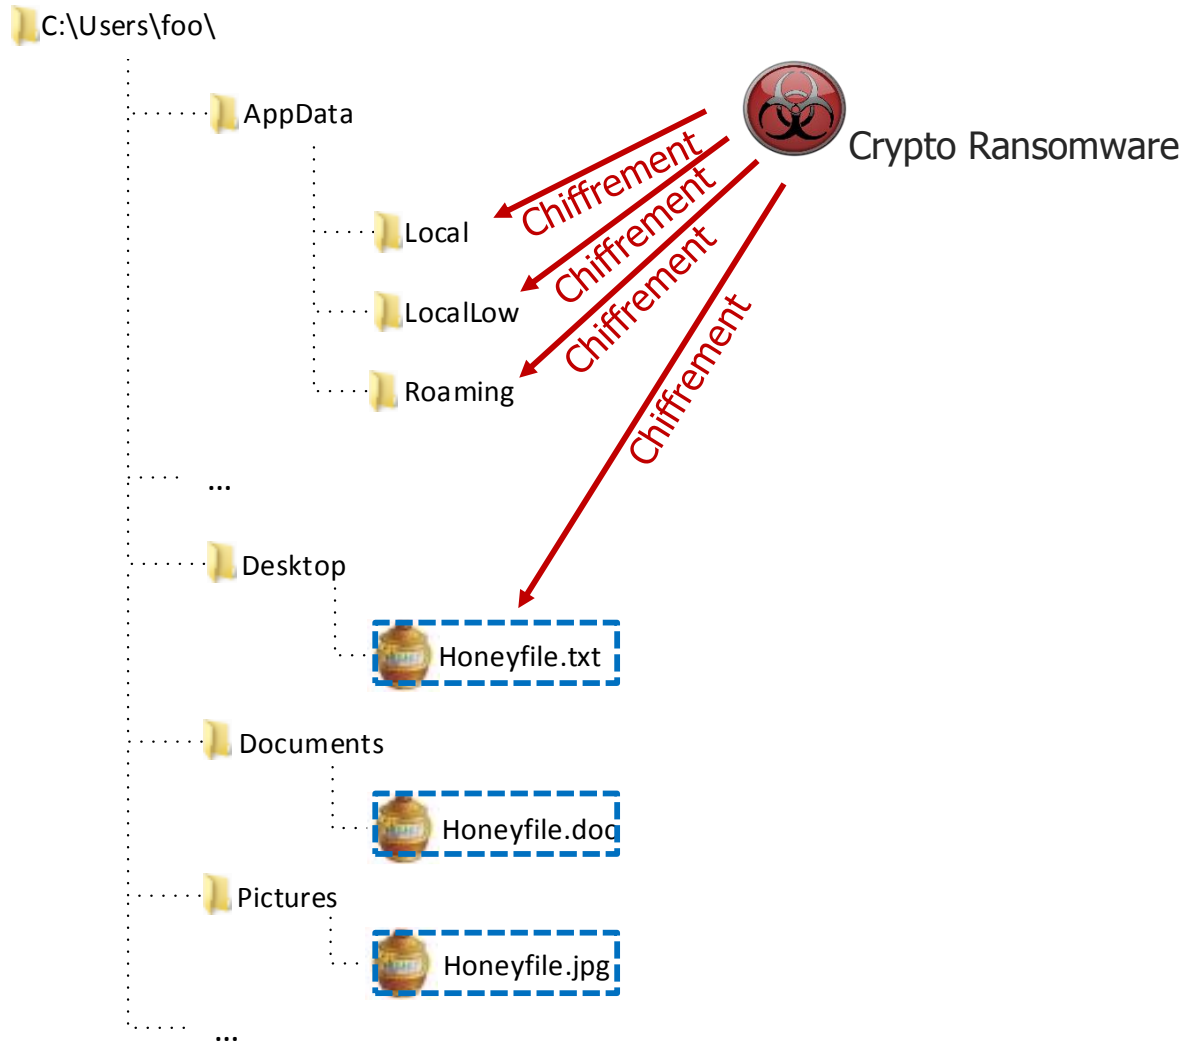 C:\Users\foo\
AppData
Crypto Ransomware
Chiffrement
Chiffrement
Chiffrement
Chiffrement
Local
LocalLow
Roaming
...
Desktop
Honeyfile.txt
Documents
Honeyfile.doc
Pictures
Honeyfile.jpg
...